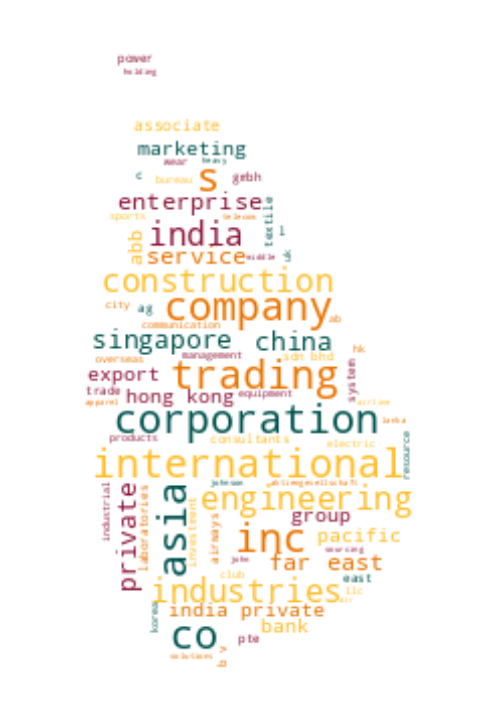 power
holding
associate
marketing
wear heavy
c bureau s gmbh
enterprise
sports telecom
textile
india l
abb service middle uk
construction
city ag company ab
communication
singapore china
overseas management sdn bhd hk
export trading system
trade hong kong equipment
apparel airline
corporation lanka
products consultants electric
international resource
industrial private laboratories asia johnson aktiengesellschaft
investment engineering
airways group
inc pacific
sourcing
john far east
club east
industries llc
air
korea india private
co bank
pte
solutions b v